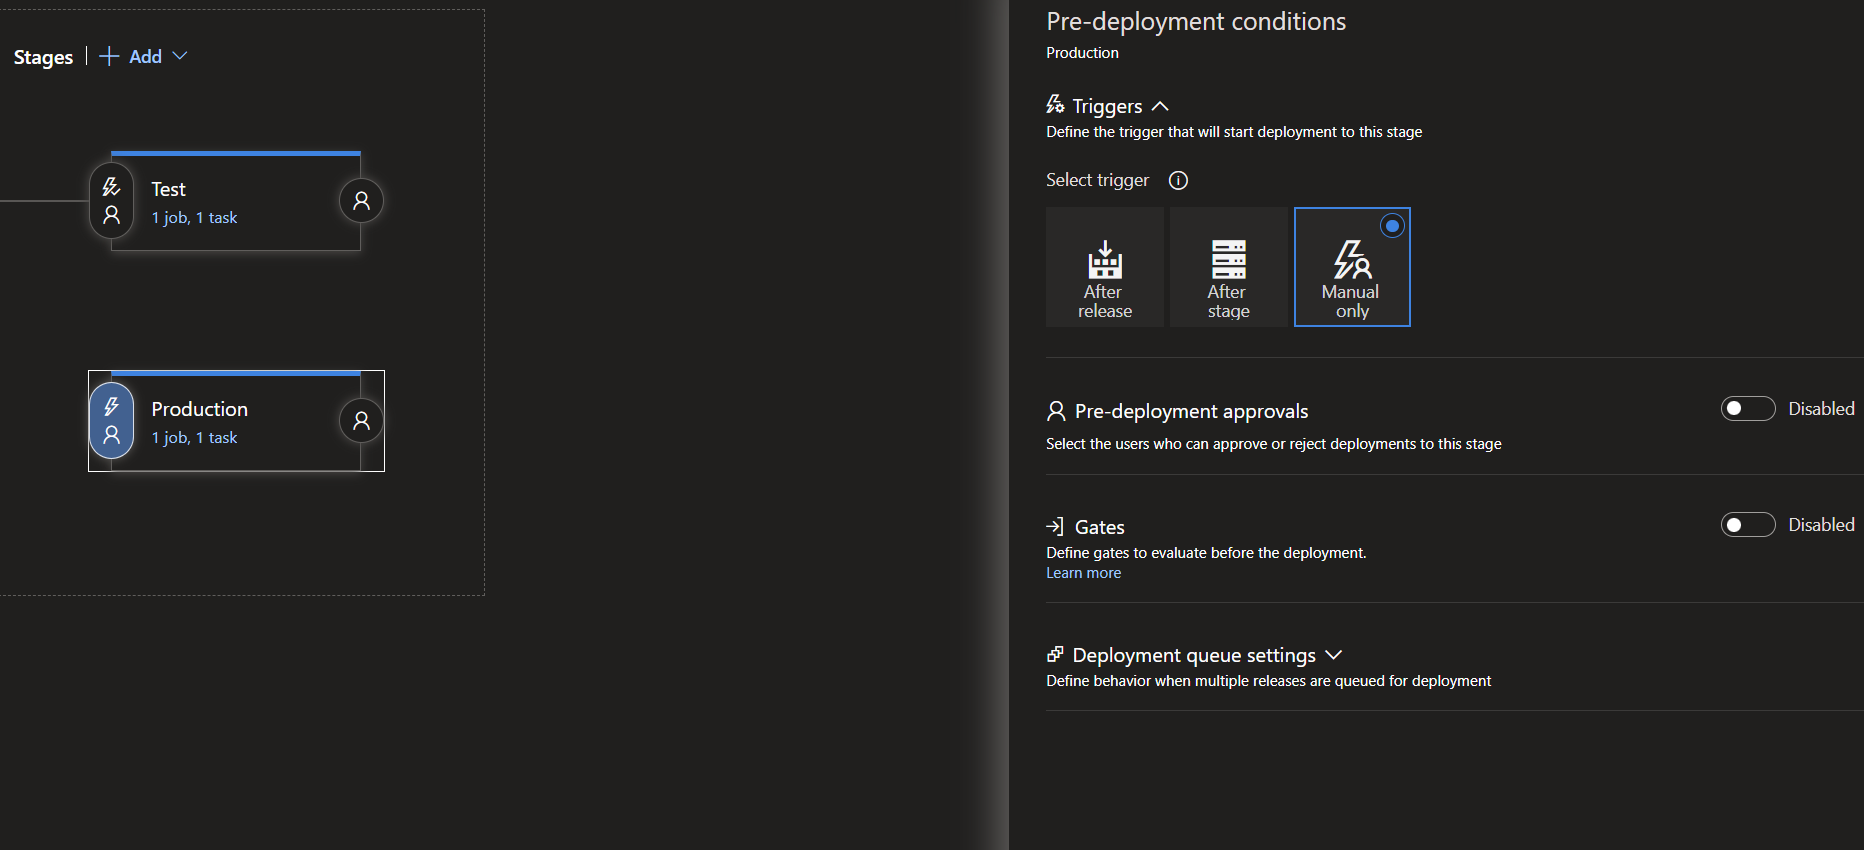 Stages
Add
Test
1 job, 1 task
Production
1 job, 1 task
Pre-deployment conditions
Production
Triggers
Define the trigger that will start deployment to this stage
Select trigger
After
release
After
stage
Manual
only
Pre-deployment approvals
Disabled
Select the users who can approve or reject deployments to this stage
Gates
Disabled
Define gates to evaluate before the deployment.
Learn more
Deployment queue settings
Define behavior when multiple releases are queued for deployment